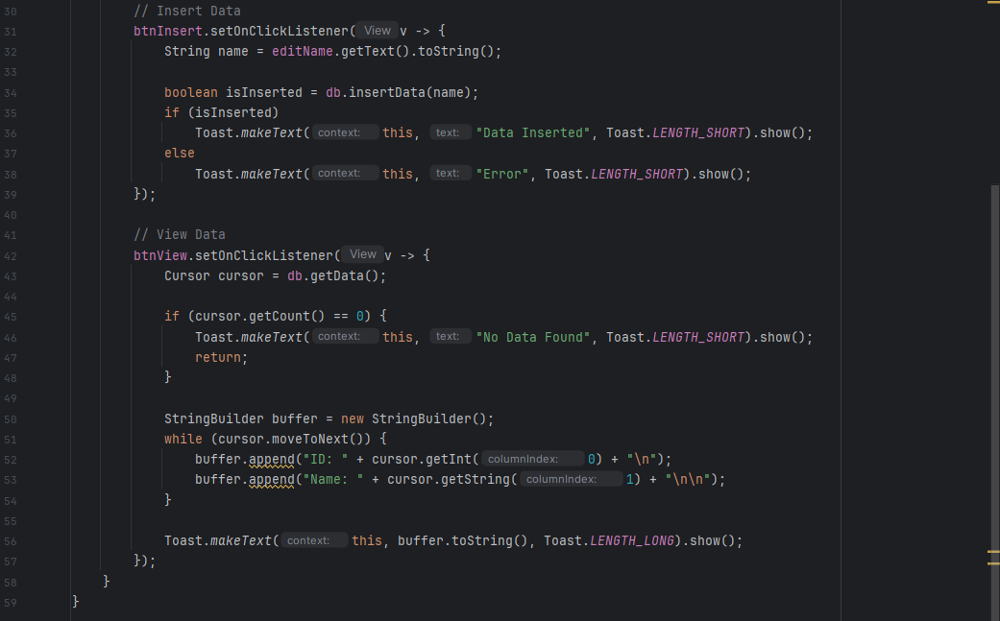 30 // Insert Data
31 btnInsert.setOnClickListener( View v -> {
32 String name = editName.getText().toString();
33
34 boolean isInserted = db.insertData(name);
35 if (isInserted)
36 Toast.makeText( context: this, text: "Data Inserted", Toast.LENGTH_SHORT).show();
37 else
38 Toast.makeText( context: this, text: "Error", Toast.LENGTH_SHORT).show();
39 });
40
41 // View Data
42 btnView.setOnClickListener( View v -> {
43 Cursor cursor = db.getData();
44
45 if (cursor.getCount() == 0) {
46 Toast.makeText( context: this, text: "No Data Found", Toast.LENGTH_SHORT).show();
47 return;
48 }
49
50 StringBuilder buffer = new StringBuilder();
51 while (cursor.moveToNext()) {
52 buffer.append("ID: " + cursor.getInt( columnIndex: 0) + "\n");
53 buffer.append("Name: " + cursor.getString( columnIndex: 1) + "\n\n");
54 }
55
56 Toast.makeText( context: this, buffer.toString(), Toast.LENGTH_LONG).show();
57 });
58 }
59 }